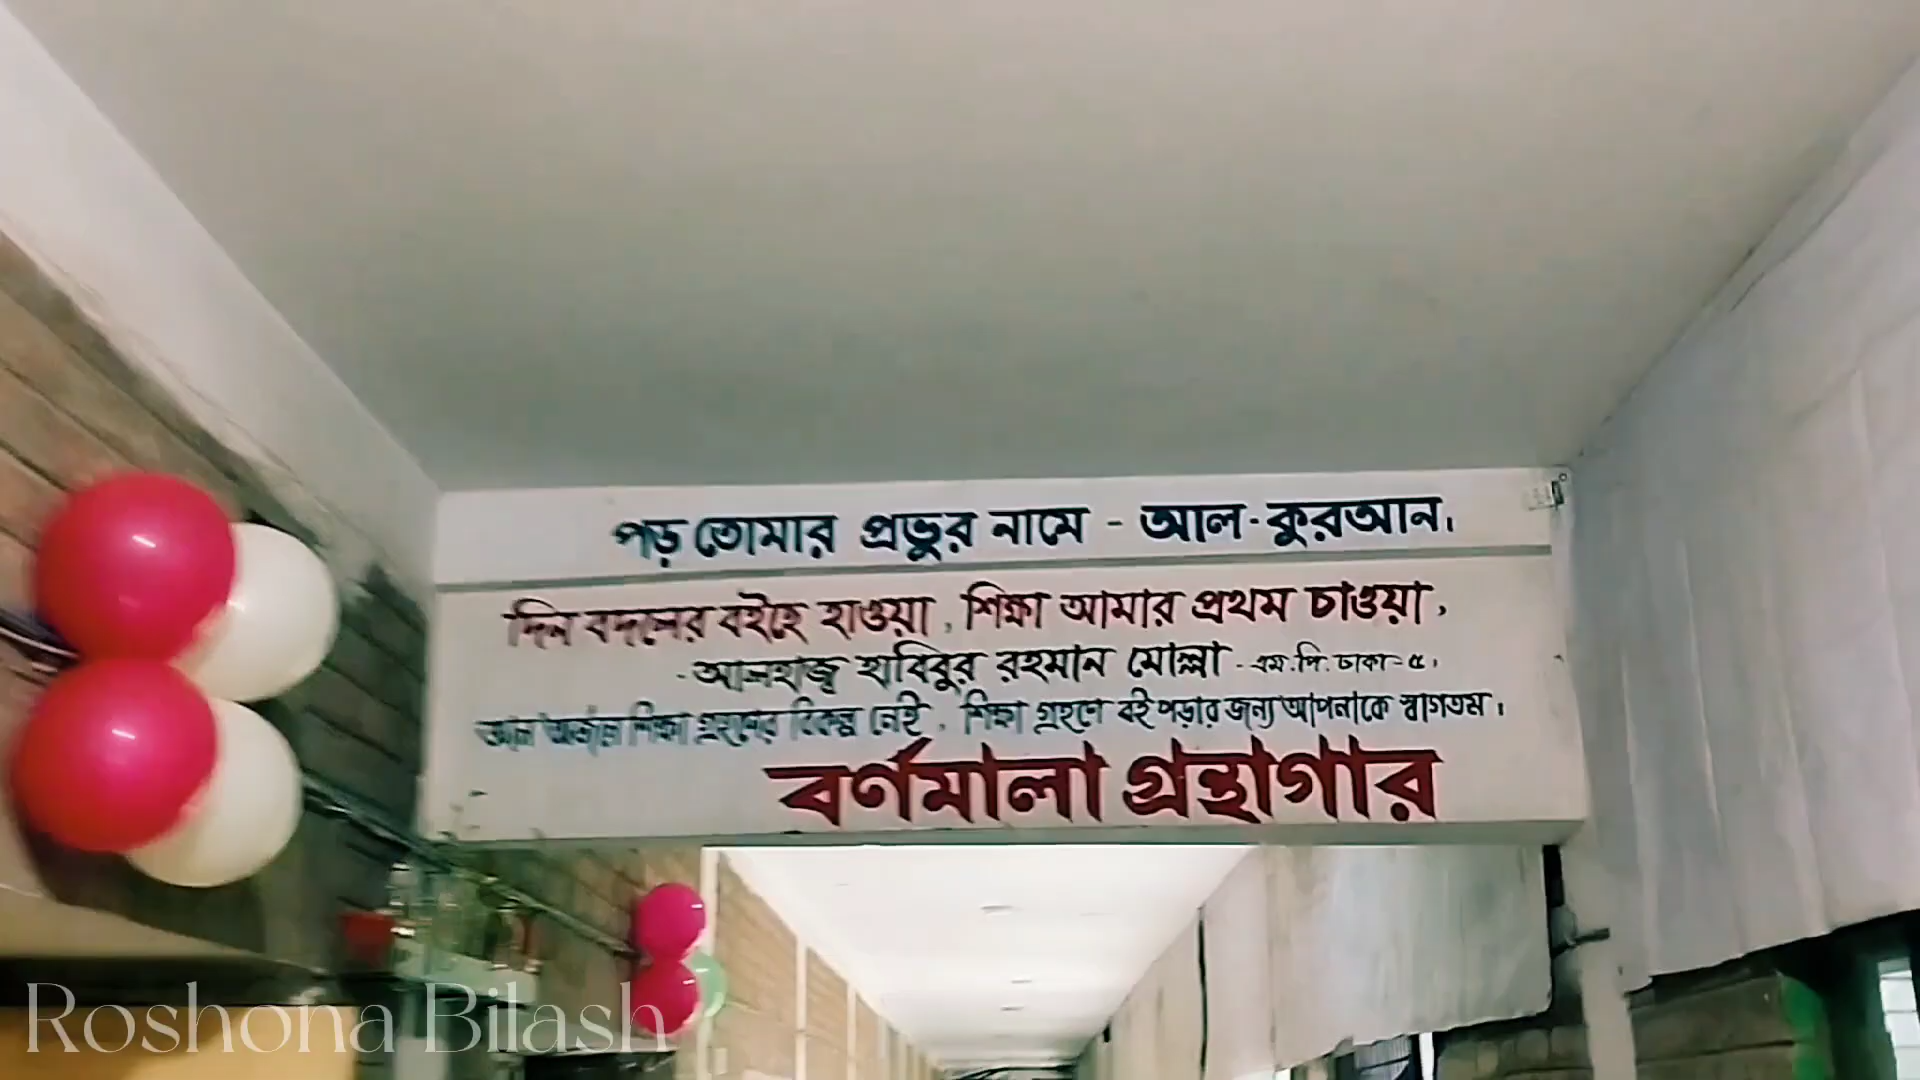 পড় তোমার প্রভুর নামে - আল-কুরআন।
দিন বদলের বইছে হাওয়া, শিক্ষা আমার প্রথম চাওয়া,
-আলহাজ্ব হাবিবুর রহমান মোল্লা - এম.পি. ঢাকা-৫,
শিক্ষা গ্রহণের বিকল্প নেই, শিক্ষা গ্রহণে বই পড়ার জন্য আপনাকে স্বাগতম।
বর্ণমালা গ্রন্থাগার
Roshona Bilash